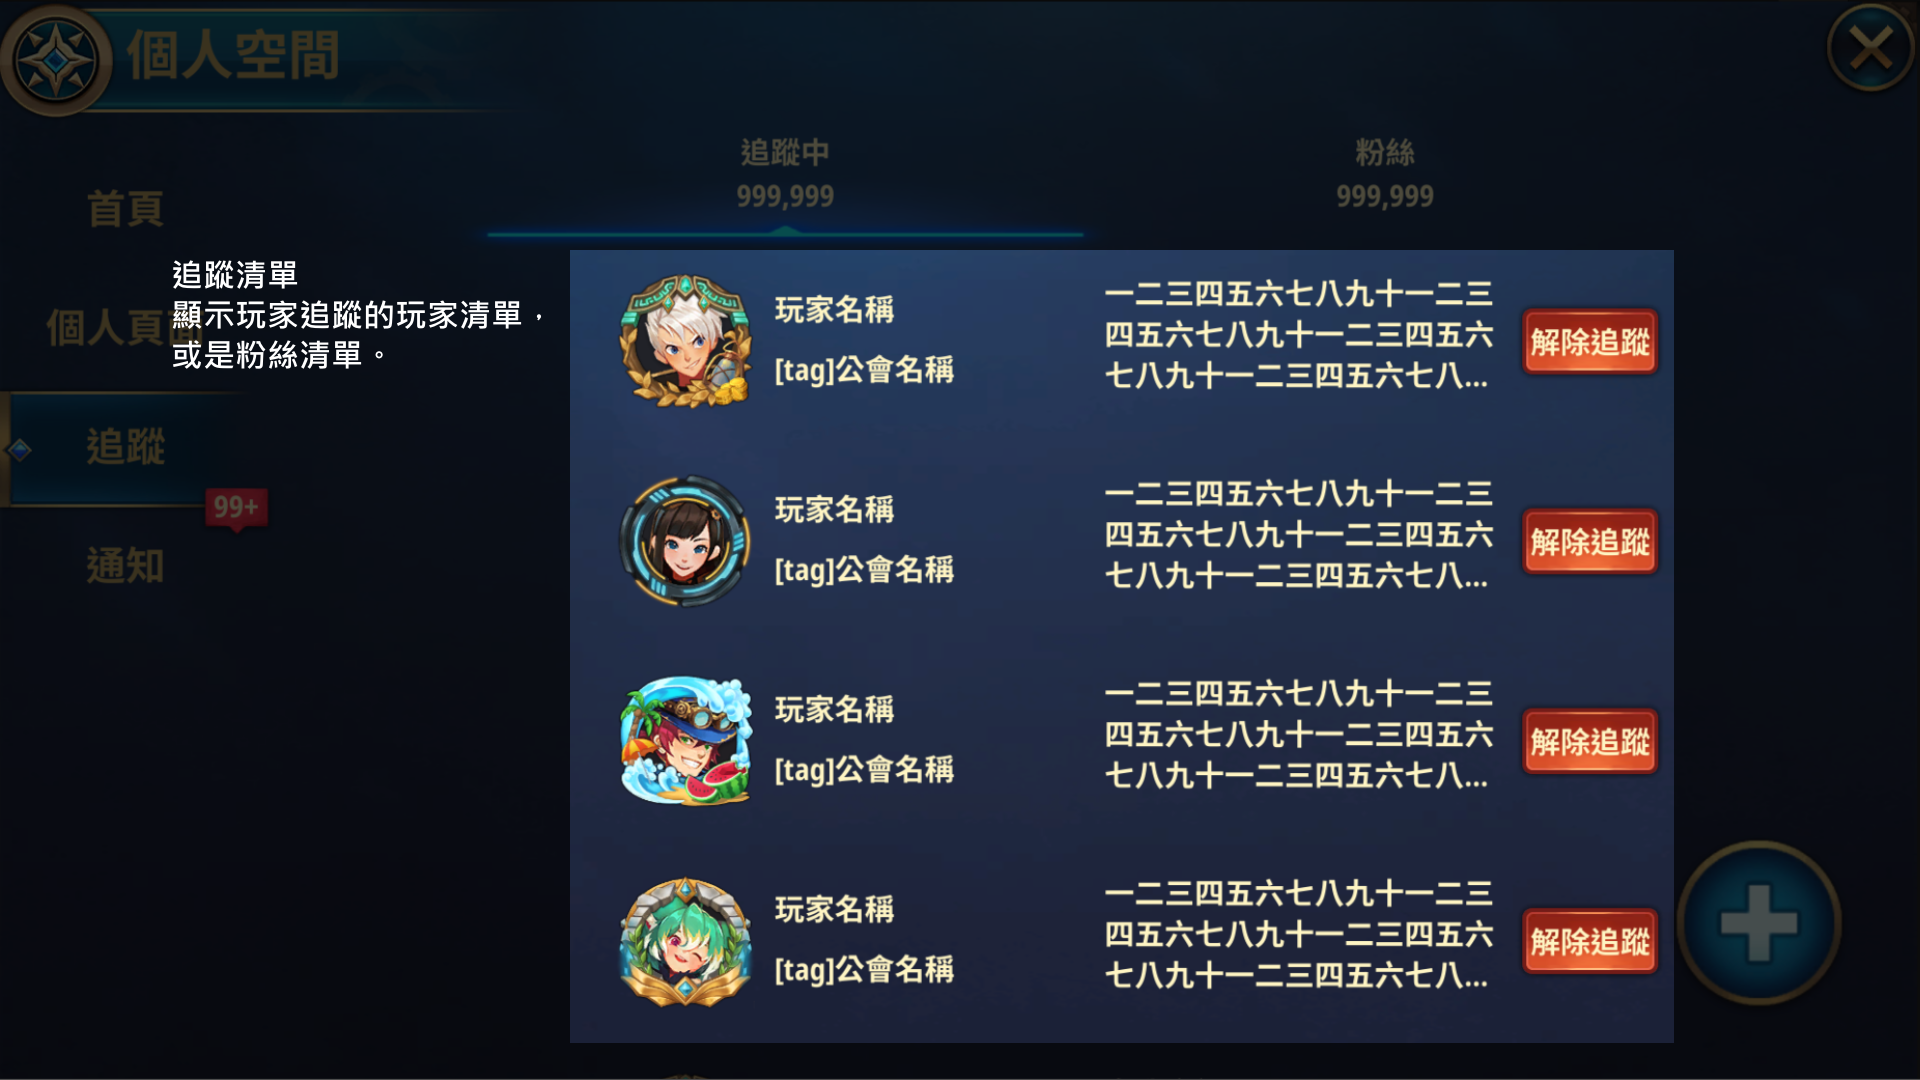 個人空間
追蹤中
999,999
粉絲
999,999
首頁
個人頁面
追蹤
99+
通知
追蹤清單
顯示玩家追蹤的玩家清單，
或是粉絲清單。
玩家名稱
[tag]公會名稱
一二三四五六七八九十一二三
四五六七八九十一二三四五六
七八九十一二三四五六七八...
解除追蹤
玩家名稱
[tag]公會名稱
一二三四五六七八九十一二三
四五六七八九十一二三四五六
七八九十一二三四五六七八...
解除追蹤
玩家名稱
[tag]公會名稱
一二三四五六七八九十一二三
四五六七八九十一二三四五六
七八九十一二三四五六七八...
解除追蹤
玩家名稱
[tag]公會名稱
一二三四五六七八九十一二三
四五六七八九十一二三四五六
七八九十一二三四五六七八...
解除追蹤